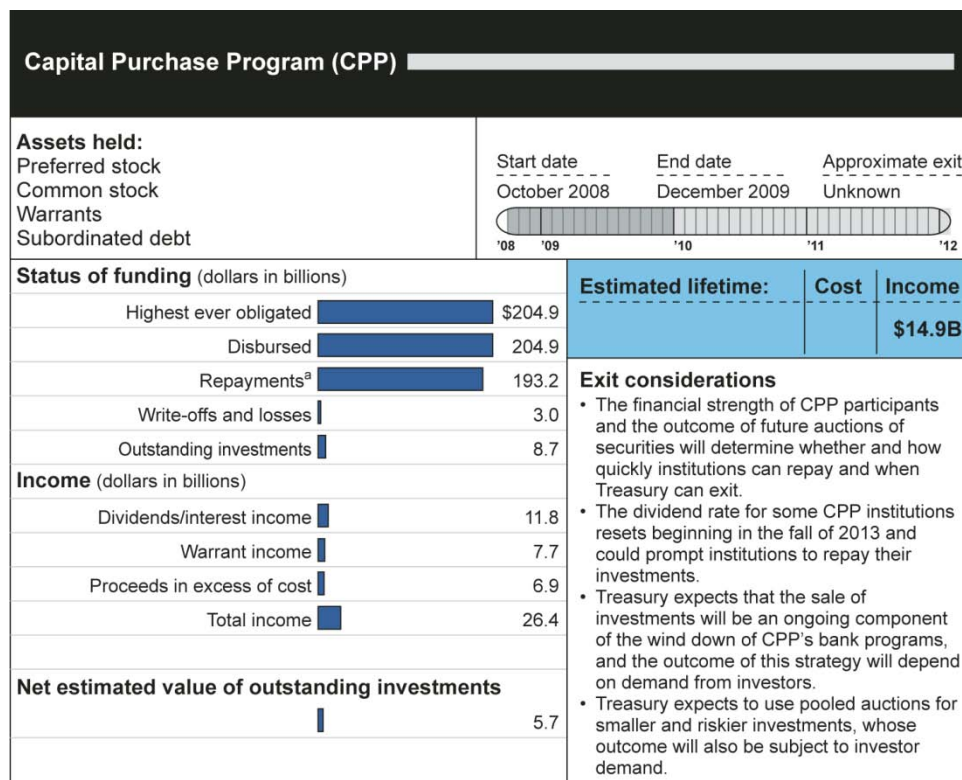 Capital Purchase Program (CPP)
Assets held:
Preferred stock
Common stock
Warrants
Subordinated debt
Start date End date Approximate exit
October 2008 December 2009 Unknown
'08 '09 '10 '11 '12
Status of funding (dollars in billions)
Highest ever obligated $204.9
Disbursed 204.9
Repaymentsᵃ 193.2
Write-offs and losses 3.0
Outstanding investments 8.7
Income (dollars in billions)
Dividends/interest income 11.8
Warrant income 7.7
Proceeds in excess of cost 6.9
Total income 26.4
Net estimated value of outstanding investments
5.7
Estimated lifetime: Cost Income
$14.9B
Exit considerations
• The financial strength of CPP participants
and the outcome of future auctions of
securities will determine whether and how
quickly institutions can repay and when
Treasury can exit.
• The dividend rate for some CPP institutions
resets beginning in the fall of 2013 and
could prompt institutions to repay their
investments.
• Treasury expects that the sale of
investments will be an ongoing component
of the wind down of CPP's bank programs,
and the outcome of this strategy will depend
on demand from investors.
• Treasury expects to use pooled auctions for
smaller and riskier investments, whose
outcome will also be subject to investor
demand.